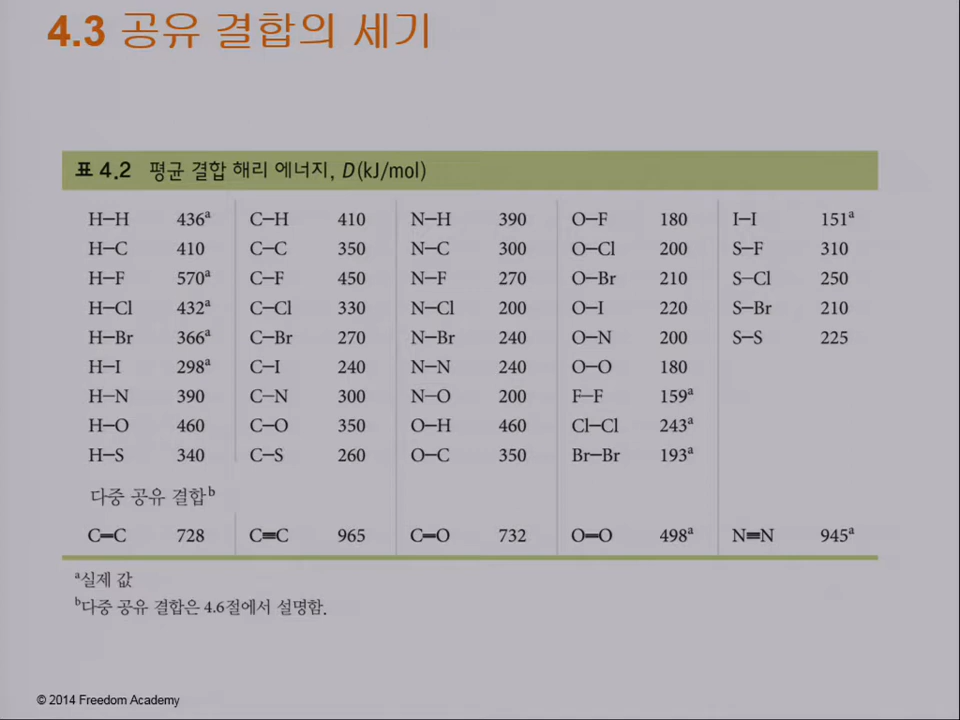 4.3 공유 결합의 세기
표 4.2 평균 결합 해리 에너지, D(kJ/mol)
H−H 436ᵃ C−H 410 N−H 390 O−F 180 I−I 151ᵃ
H−C 410 C−C 350 N−C 300 O−Cl 200 S−F 310
H−F 570ᵃ C−F 450 N−F 270 O−Br 210 S−Cl 250
H−Cl 432ᵃ C−Cl 330 N−Cl 200 O−I 220 S−Br 210
H−Br 366ᵃ C−Br 270 N−Br 240 O−N 200 S−S 225
H−I 298ᵃ C−I 240 N−N 240 O−O 180
H−N 390 C−N 300 N−O 200 F−F 159ᵃ
H−O 460 C−O 350 O−H 460 Cl−Cl 243ᵃ
H−S 340 C−S 260 O−C 350 Br−Br 193ᵃ
다중 공유 결합ᵇ
C=C 728 C≡C 965 C=O 732 O=O 498ᵃ N≡N 945ᵃ
ᵃ실제 값
ᵇ다중 공유 결합은 4.6절에서 설명함.
© 2014 Freedom Academy